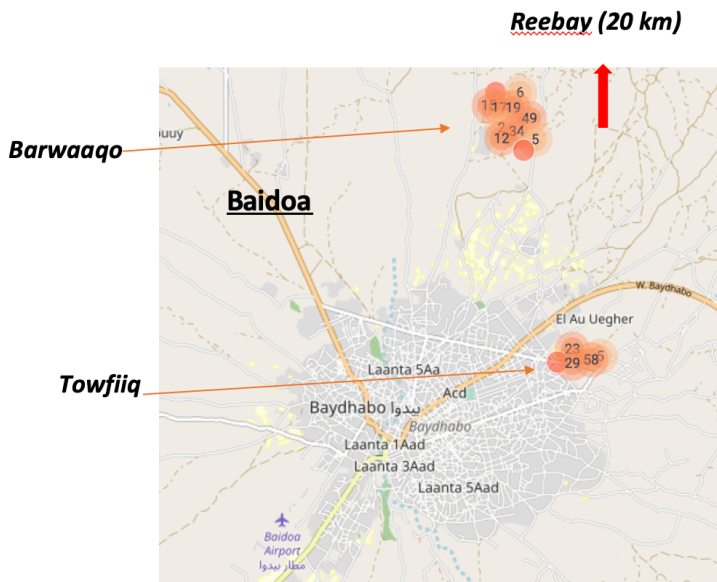 Reebay (20 km)
6
17
19
49
34
12
5
Barwaaqo
Baidoa
W. Baydhabo
El Au Uegher
23
58
29
Laanta 5Aa
Towfiiq
Acd
Baydhabo بيدوا
Baydhabo
Laanta 1Aad
Laanta 3Aad
Laanta 5Aad
Baidoa
Airport
مطار بيدوا